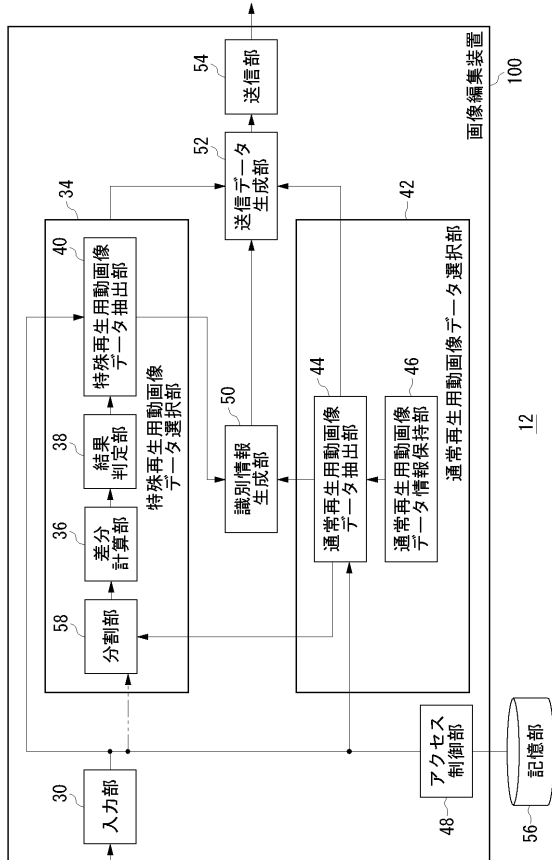 30
入力部
34
58
分割部
36
差分
計算部
38
結果
判定部
40
特殊再生用動画像
データ抽出部
特殊再生用動画像
データ選択部
50
識別情報
生成部
52
送信データ
生成部
54
送信部
42
44
通常再生用動画像
データ抽出部
46
通常再生用動画像
データ情報保持部
通常再生用動画像データ選択部
48
アクセス
制御部
56
記憶部
画像編集装置
100
12